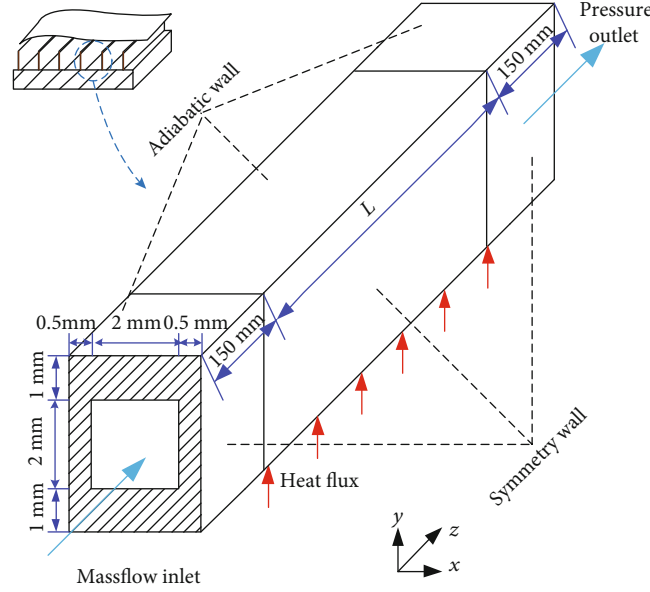 Pressure
outlet
150 mm
Adiabatic wall
L
0.5mm 2 mm 0.5 mm
150 mm
1 mm
2 mm
1 mm
Heat flux
Symmetry wall
y
z
x
Massflow inlet